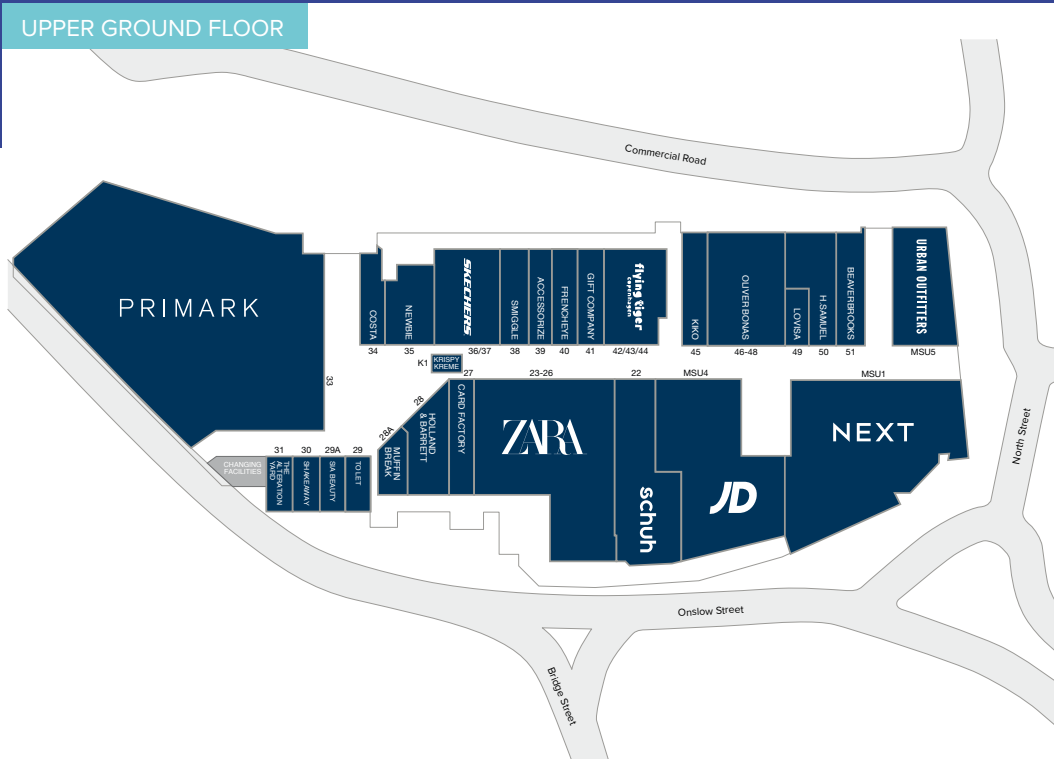 UPPER GROUND FLOOR
Commercial Road
PRIMARK
33
COSTA
34
NEWBIE
35
SKECHERS
36/37
SMIGGLE
38
ACCESSORIZE
39
FRENCHEYE
40
GIFT COMPANY
41
flying tiger
copenhagen
42/43/44
KIKO
45
OLIVER BONAS
46-48
LOVISA
49
H.SAMUEL
50
BEAVERBROOKS
51
URBAN OUTFITTERS
MSU5
K1
KRISPY
KREME
27
23-26
22
MSU4
MSU1
28
28A
HOLLAND
& BARRETT
MUFFIN
BREAK
CARD FACTORY
ZARA
schuh
JD
NEXT
31
30
29A
29
CHANGING
FACILITIES
THE
ALTERATION
YARD
SHAKEAWAY
SIA BEAUTY
TO LET
North Street
Onslow Street
Bridge Street